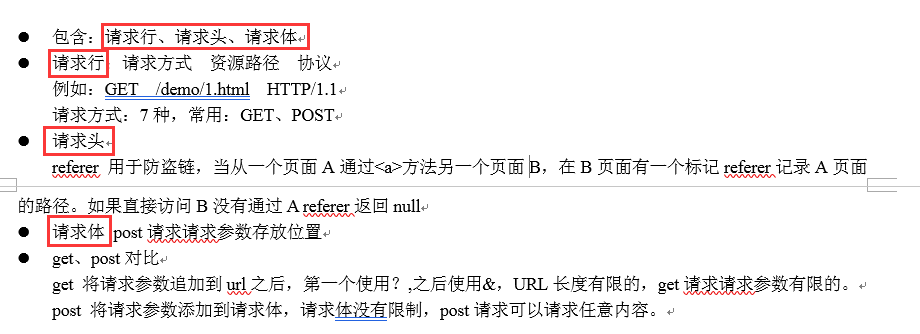 ● 包含：请求行、请求头、请求体
● 请求行 请求方式 资源路径 协议
例如：GET /demo/1.html HTTP/1.1
请求方式：7 种，常用：GET、POST
● 请求头
referer 用于防盗链，当从一个页面 A 通过<a>方法另一个页面 B，在 B 页面有一个标记 referer 记录 A 页面
的路径。如果直接访问 B 没有通过 A referer 返回 null
● 请求体 post 请求请求参数存放位置
● get、post 对比
get 将请求参数追加到 url 之后，第一个使用？,之后使用&，URL 长度有限的，get 请求请求参数有限的。
post 将请求参数添加到请求体，请求体没有限制，post 请求可以请求任意内容。